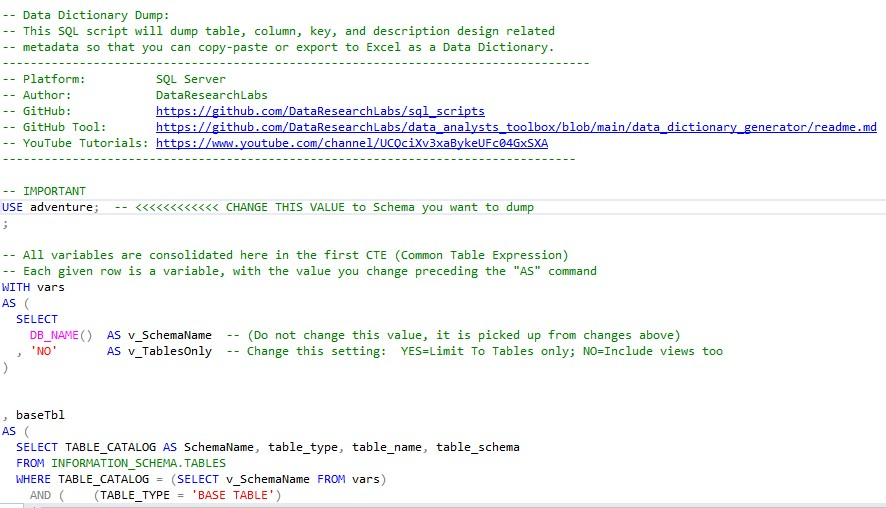 -- Data Dictionary Dump:
-- This SQL script will dump table, column, key, and description design related
-- metadata so that you can copy-paste or export to Excel as a Data Dictionary.
------------------------------------------------------------------------------------
-- Platform:          SQL Server
-- Author:            DataResearchLabs
-- GitHub:            https://github.com/DataResearchLabs/sql_scripts
-- GitHub Tool:       https://github.com/DataResearchLabs/data_analysts_toolbox/blob/main/data_dictionary_generator/readme.md
-- YouTube Tutorials: https://www.youtube.com/channel/UCQciXv3xaBykeUFc04GxSXA
----------------------------------------------------------------------------------
-- IMPORTANT
USE adventure;  -- <<<<<<<<<<<< CHANGE THIS VALUE to Schema you want to dump
;
-- All variables are consolidated here in the first CTE (Common Table Expression)
-- Each given row is a variable, with the value you change preceding the "AS" command
WITH vars
AS (
  SELECT
    DB_NAME()  AS v_SchemaName  -- (Do not change this value, it is picked up from changes above)
  , 'NO'       AS v_TablesOnly  -- Change this setting:  YES=Limit To Tables only; NO=Include views too
)
, baseTbl
AS (
  SELECT TABLE_CATALOG AS SchemaName, table_type, table_name, table_schema
  FROM INFORMATION_SCHEMA.TABLES
  WHERE TABLE_CATALOG = (SELECT v_SchemaName FROM vars)
    AND (    (TABLE_TYPE = 'BASE TABLE')